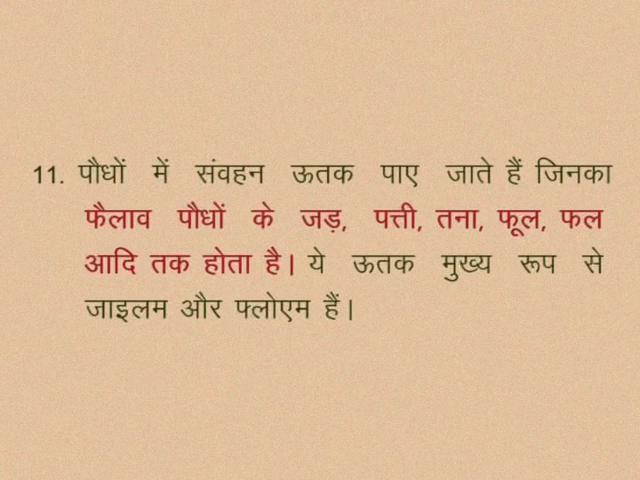 11. पौधों में संवहन ऊतक पाए जाते हैं जिनका
फैलाव पौधों के जड़, पत्ती, तना, फूल, फल
आदि तक होता है। ये ऊतक मुख्य रूप से
जाइलम और फ्लोएम हैं।